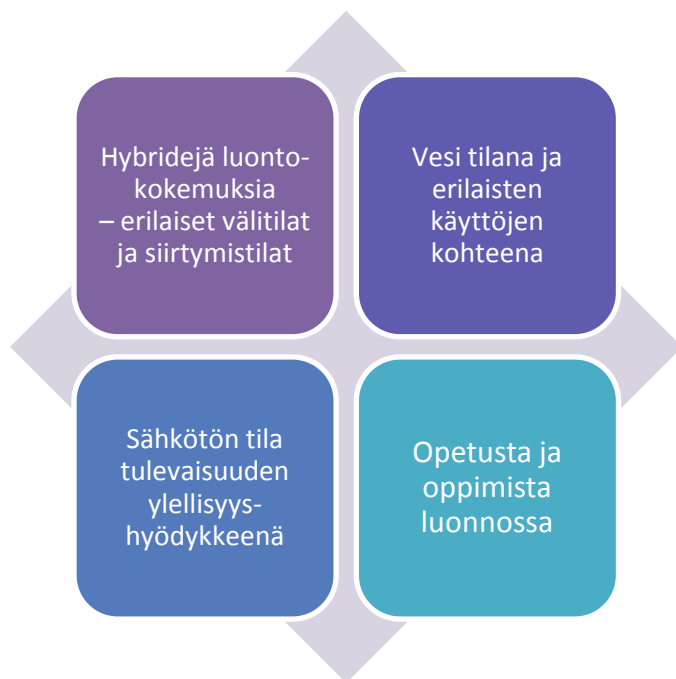 Hybridejä luonto-
kokemuksia
– erilaiset välitilat
ja siirtymistilat
Vesi tilana ja
erilaisten
käyttöjen
kohteena
Sähkötön tila
tulevaisuuden
ylellisyys-
hyödykkeenä
Opetusta ja
oppimista
luonnossa